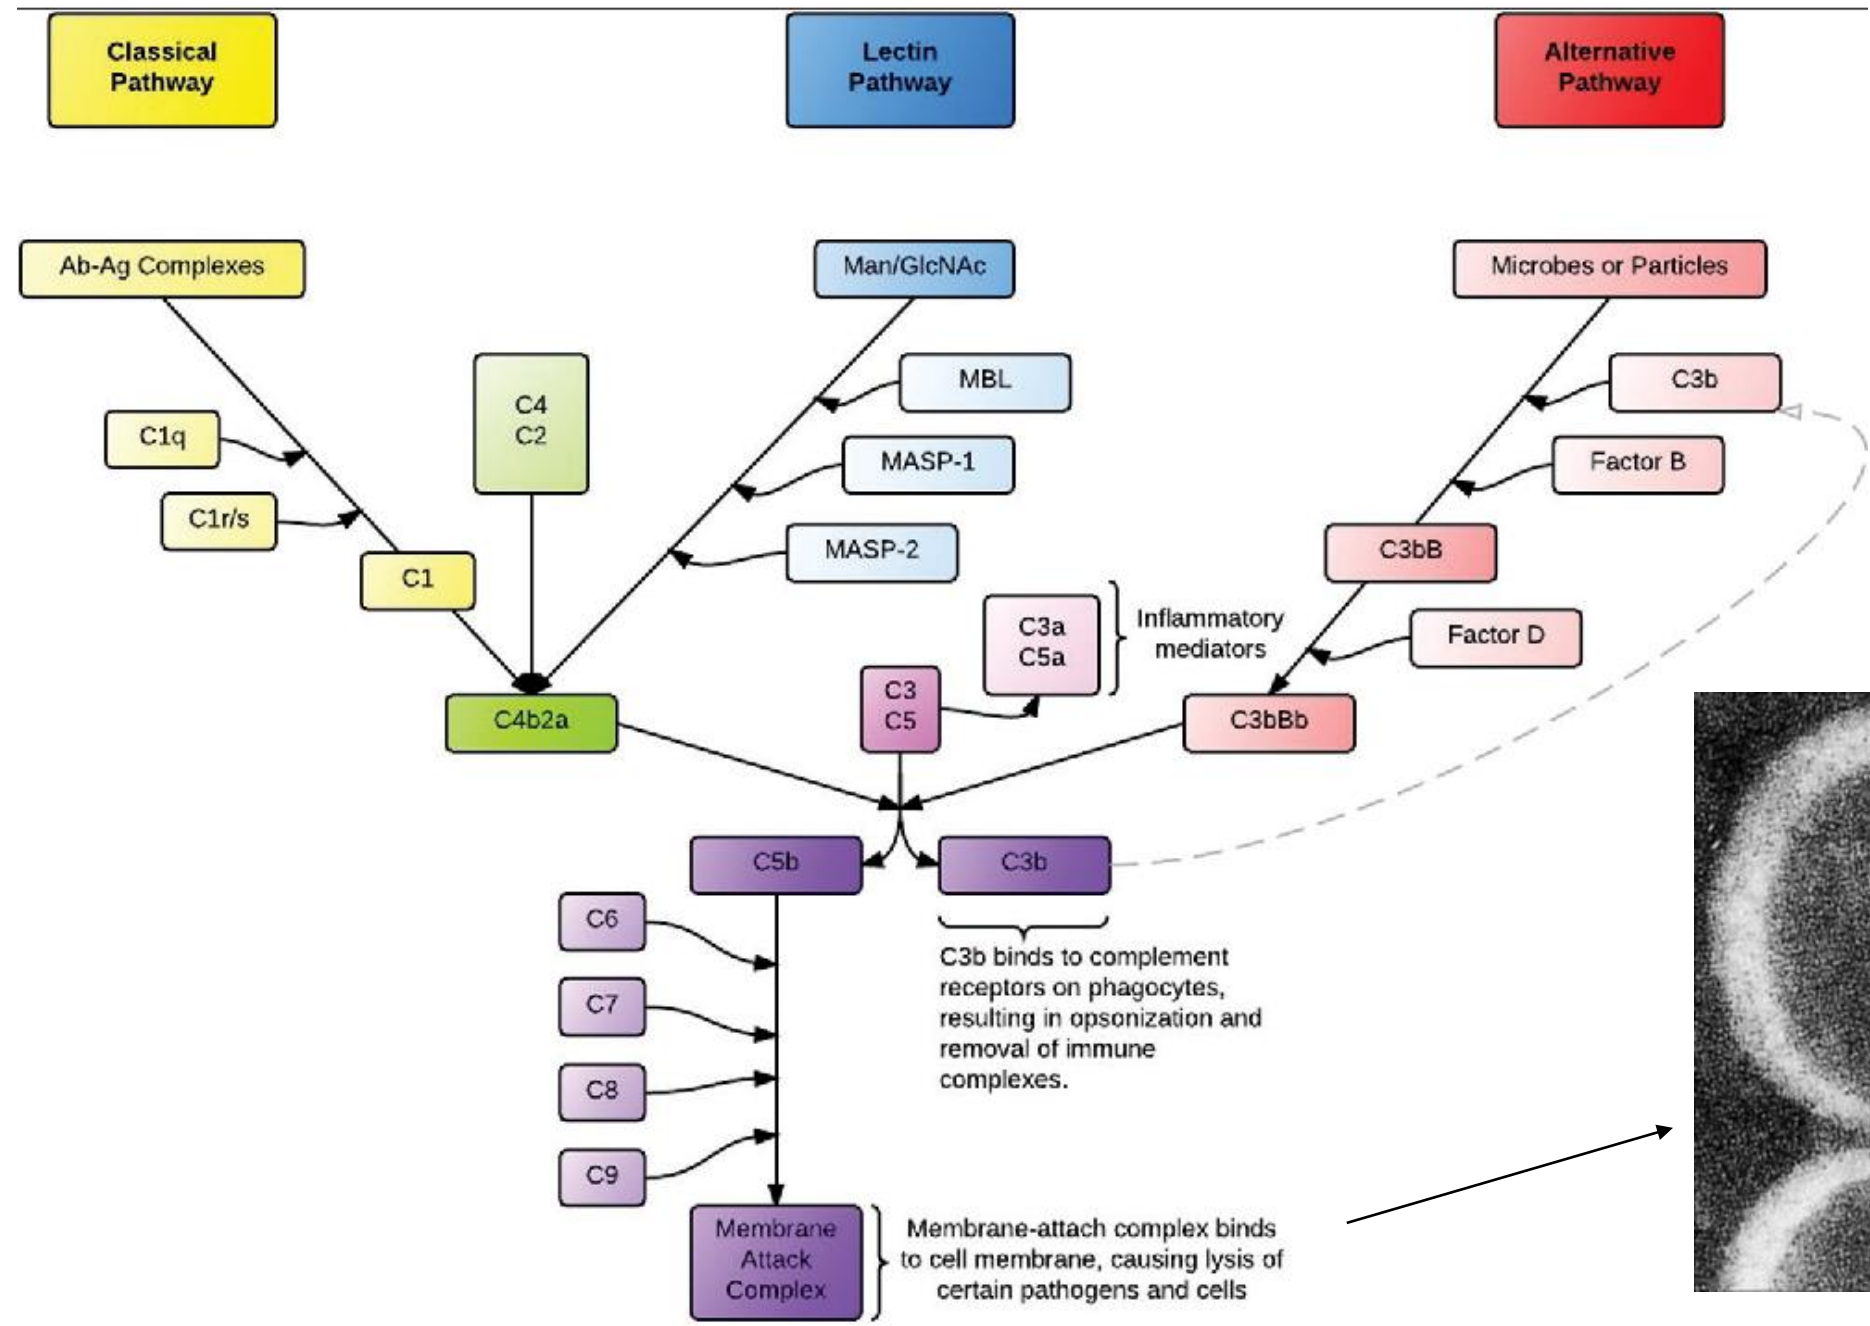 Classical
Pathway
Lectin
Pathway
Alternative
Pathway
Ab-Ag Complexes
Man/GlcNAc
Microbes or Particles
C4
C2
MBL
C3b
C1q
MASP-1
Factor B
C1r/s
MASP-2
C3bB
C1
C3a
C5a
Inflammatory
mediators
Factor D
C3
C5
C4b2a
C3bBb
C5b
C3b
C6
C7
C8
C9
C3b binds to complement
receptors on phagocytes,
resulting in opsonization and
removal of immune
complexes.
Membrane
Attack
Complex
Membrane-attach complex binds
to cell membrane, causing lysis of
certain pathogens and cells